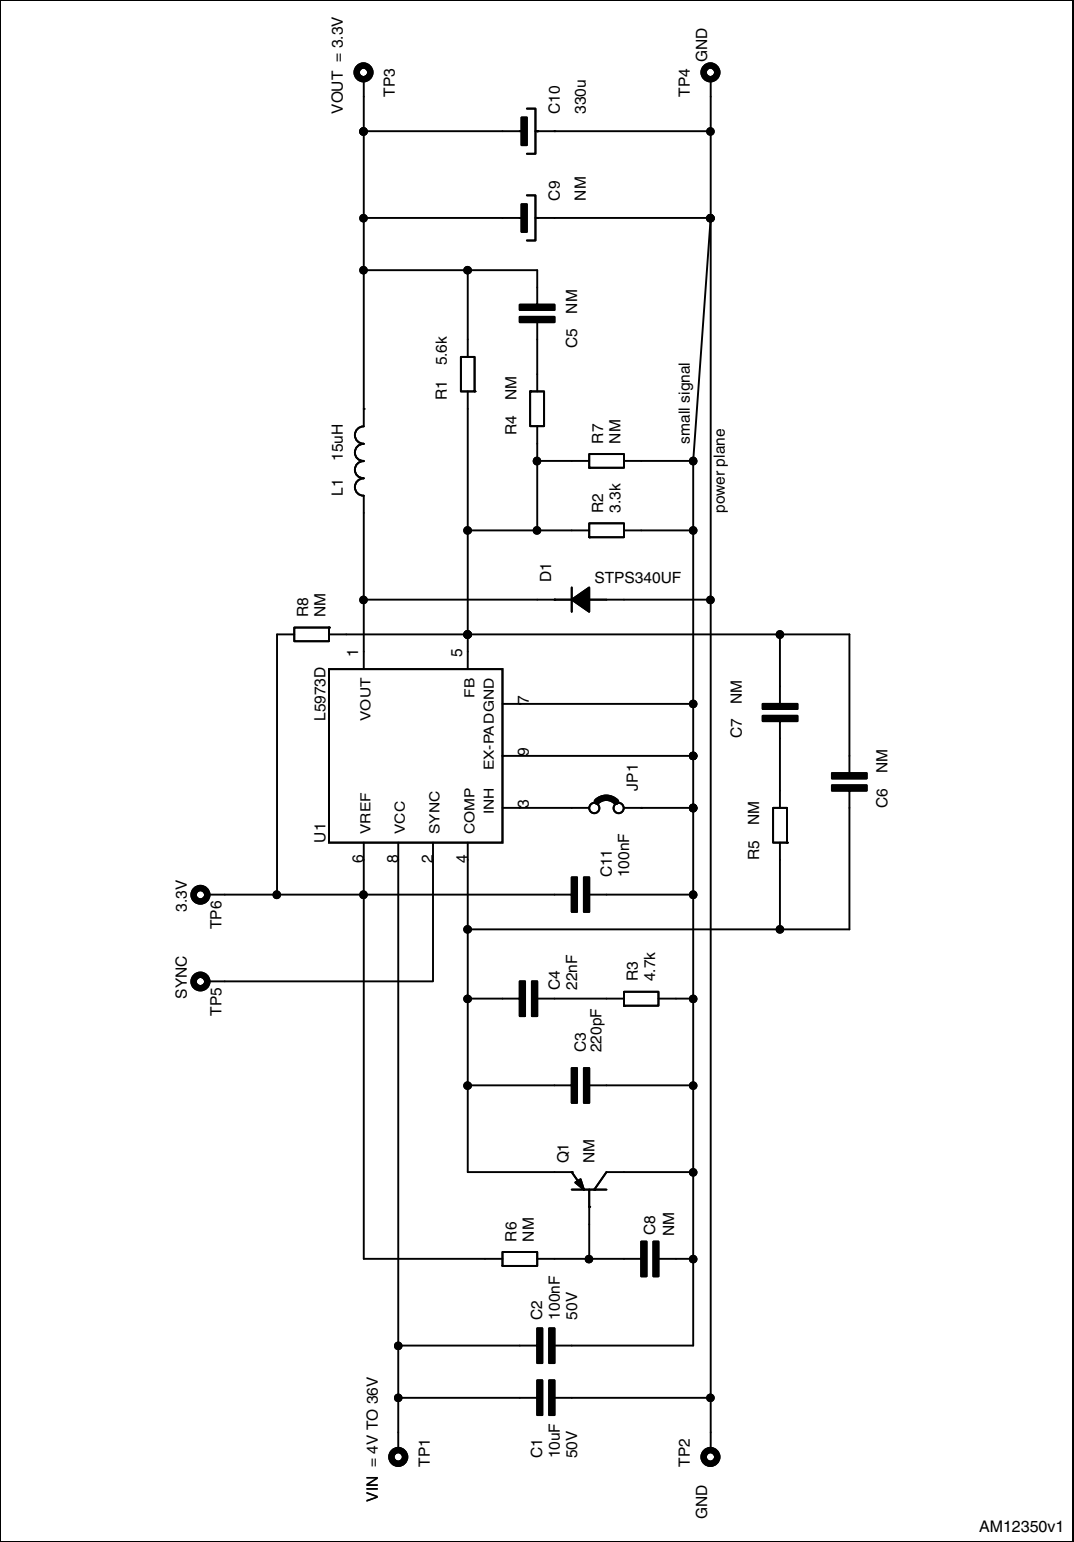 VIN = 4V TO 36V
TP1
GND
TP2
C1
10uF
50V
C2
100nF
50V
R6
NM
C8
NM
Q1
NM
C3
220pF
C4
22nF
R3
4.7k
SYNC
TP5
3.3V
TP6
C11
100nF
JP1
U1
L5973D
VREF
VCC
SYNC
COMP
INH
EX-PAD
GND
FB
VOUT
6
8
2
4
3
9
7
5
1
R8
NM
D1
STPS340UF
L1 15uH
R1 5.6k
R4 NM
C5 NM
R2
3.3k
R7
NM
small signal
power plane
R5 NM
C7 NM
C6 NM
C9
NM
C10
330u
VOUT = 3.3V
TP3
GND
TP4
AM12350v1